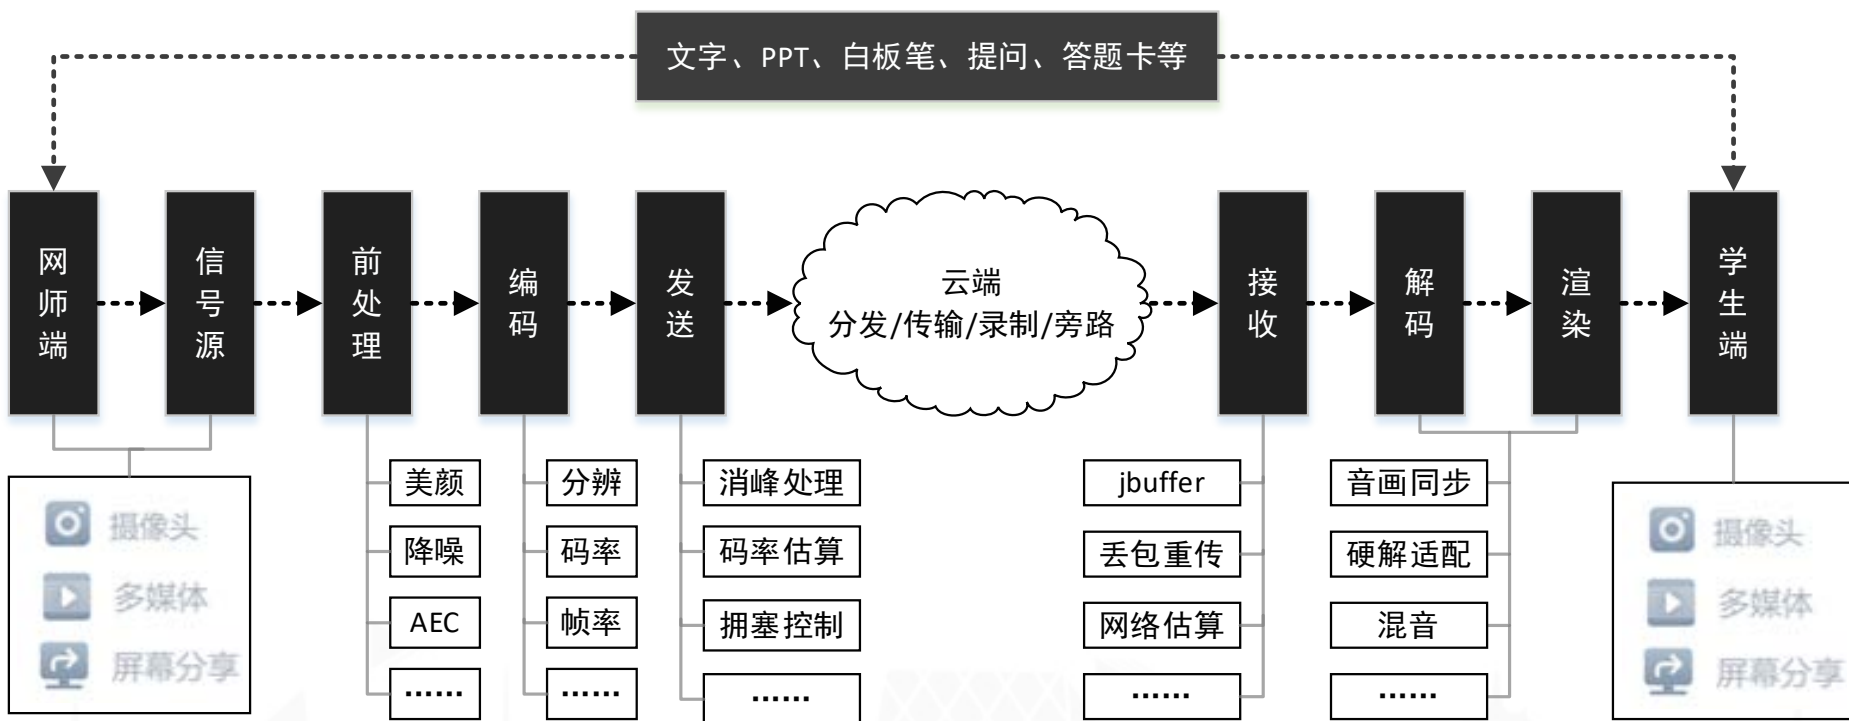 文字、PPT、白板笔、提问、答题卡等
网师端
信号源
前处理
编码
发送
云端
分发/传输/录制/旁路
接收
解码
渲染
学生端
摄像头
多媒体
屏幕分享
美颜
降噪
AEC
……
分辨
码率
帧率
……
消峰处理
码率估算
拥塞控制
……
jbuffer
丢包重传
网络估算
……
音画同步
硬解适配
混音
……
摄像头
多媒体
屏幕分享